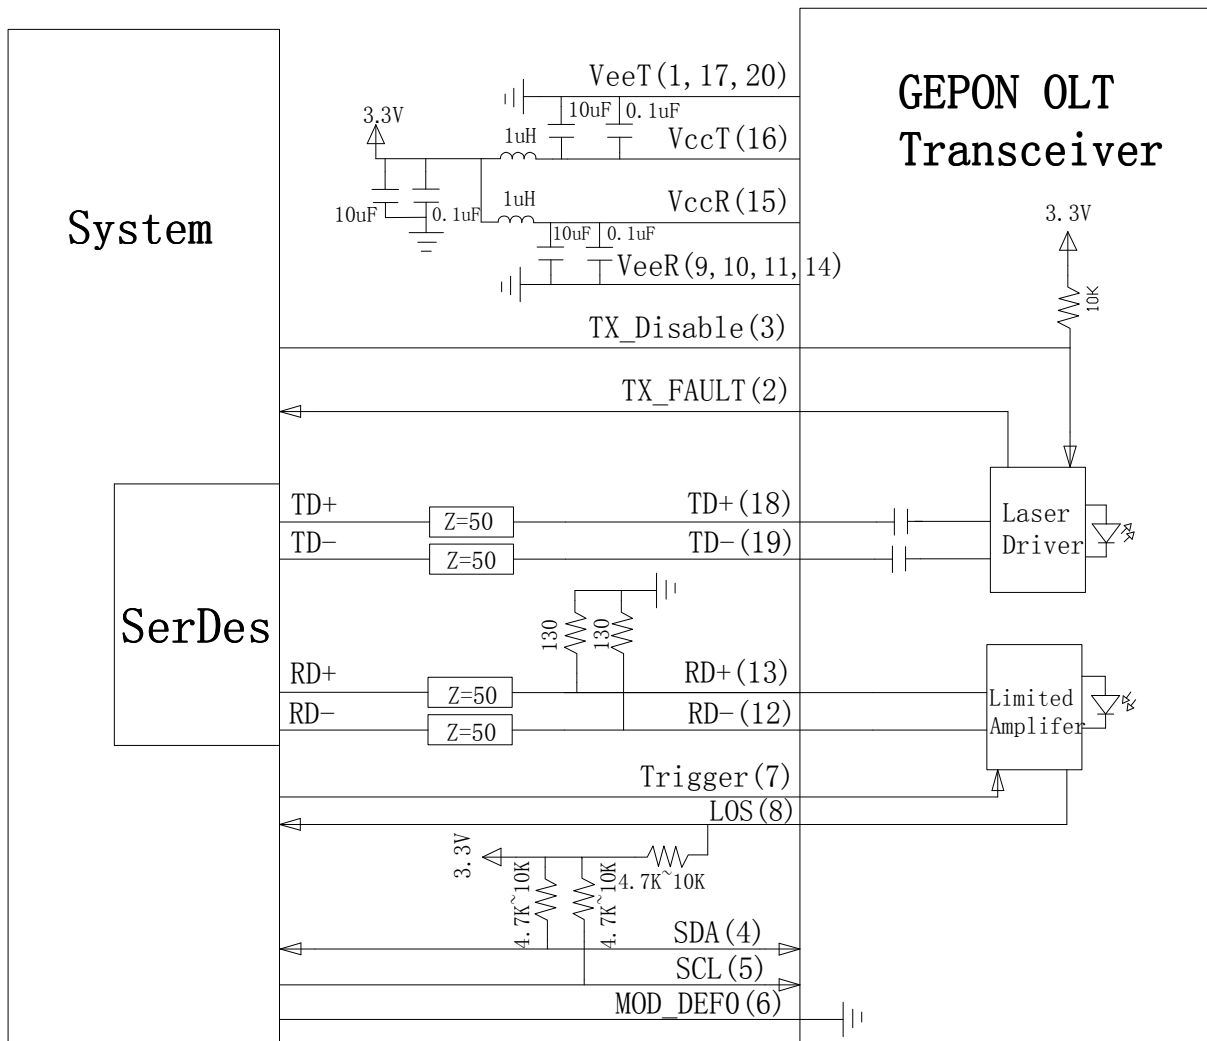 VeeT(1,17,20)
GEPON OLT
Transceiver
10uF
0.1uF
3.3V
1uH
VccT(16)
System
10uF
0.1uF
1uH
VccR(15)
10uF
0.1uF
VeeR(9,10,11,14)
3.3V
10K
TX_Disable(3)
TX_FAULT(2)
TD+
Z=50
TD+(18)
TD-
Z=50
TD-(19)
Laser
Driver
SerDes
130
130
RD+
Z=50
RD+(13)
RD-
Z=50
RD-(12)
Limited
Amplifer
Trigger(7)
LOS(8)
3.3V
4.7K~10K
4.7K~10K
4.7K~10K
SDA(4)
SCL(5)
MOD_DEF0(6)